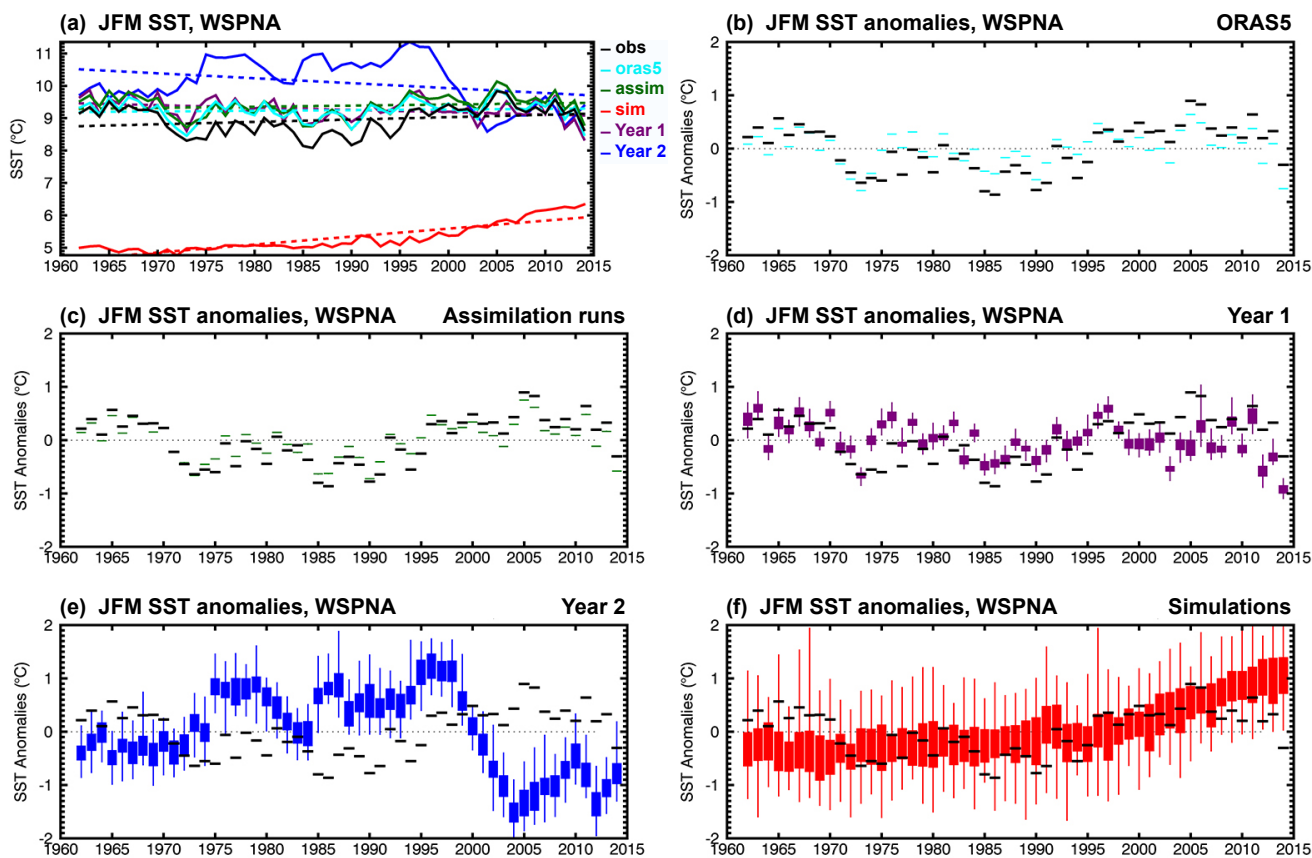 (a) JFM SST, WSPNA
SST (°C)
11
10
9
8
7
6
5
1960 1965 1970 1975 1980 1985 1990 1995 2000 2005 2010 2015
obs
oras5
assim
sim
Year 1
Year 2
(b) JFM SST anomalies, WSPNA ORAS5
SST Anomalies (°C)
2
1
0
-1
-2
1960 1965 1970 1975 1980 1985 1990 1995 2000 2005 2010 2015
(c) JFM SST anomalies, WSPNA Assimilation runs
SST Anomalies (°C)
2
1
0
-1
-2
1960 1965 1970 1975 1980 1985 1990 1995 2000 2005 2010 2015
(d) JFM SST anomalies, WSPNA Year 1
SST Anomalies (°C)
2
1
0
-1
-2
1960 1965 1970 1975 1980 1985 1990 1995 2000 2005 2010 2015
(e) JFM SST anomalies, WSPNA Year 2
SST Anomalies (°C)
2
1
0
-1
-2
1960 1965 1970 1975 1980 1985 1990 1995 2000 2005 2010 2015
(f) JFM SST anomalies, WSPNA Simulations
SST Anomalies (°C)
2
1
0
-1
-2
1960 1965 1970 1975 1980 1985 1990 1995 2000 2005 2010 2015